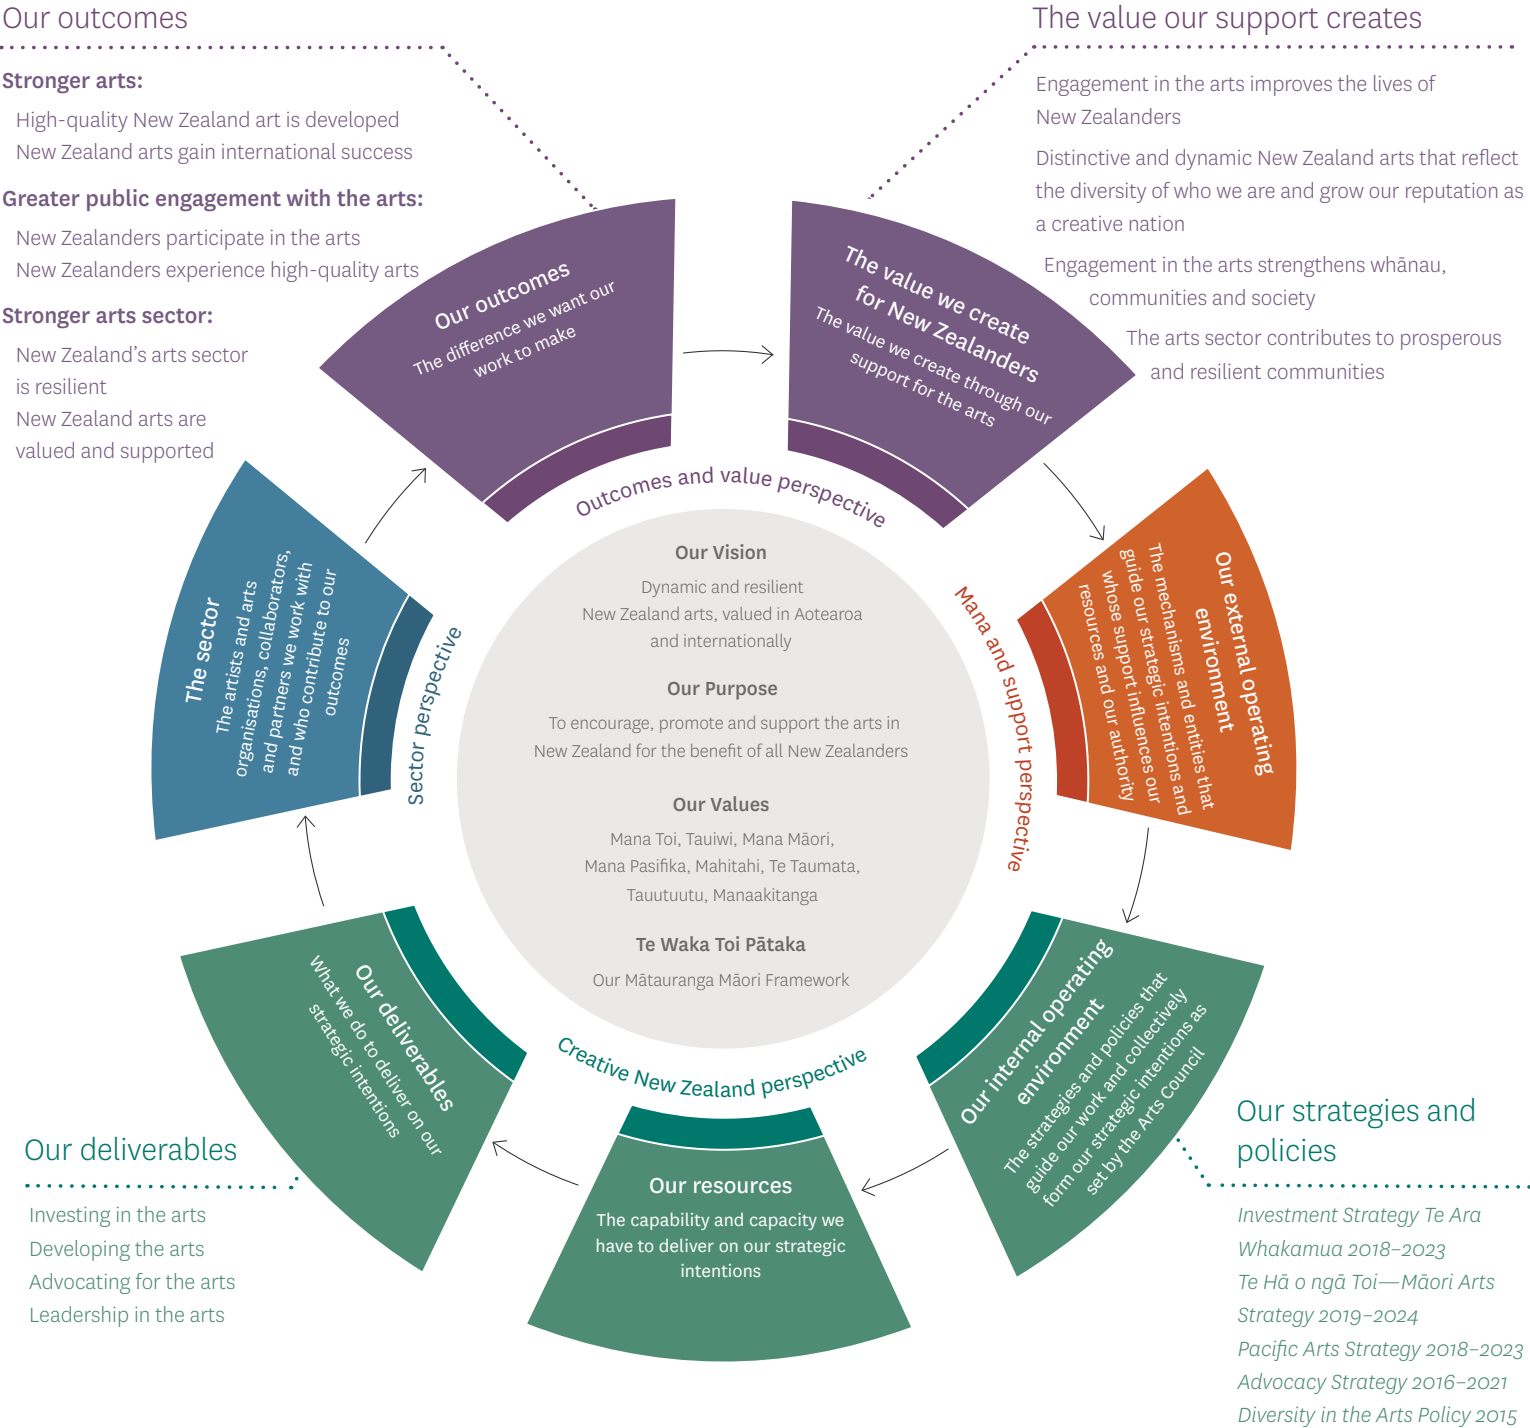 Our outcomes
Stronger arts:
High-quality New Zealand art is developed
New Zealand arts gain international success
Greater public engagement with the arts:
New Zealanders participate in the arts
New Zealanders experience high-quality arts
Stronger arts sector:
New Zealand’s arts sector
is resilient
New Zealand arts are
valued and supported
The value our support creates
Engagement in the arts improves the lives of
New Zealanders
Distinctive and dynamic New Zealand arts that reflect
the diversity of who we are and grow our reputation as
a creative nation
Engagement in the arts strengthens whānau,
communities and society
The arts sector contributes to prosperous
and resilient communities
Our outcomes
The difference we want our
work to make
The value we create
for New Zealanders
The value we create through our
support for the arts
Outcomes and value perspective
Our external operating
environment
The mechanisms and entities that
guide our strategic intentions and
whose support influences our
resources and our authority
Mana and support perspective
Our internal operating
environment
The strategies and policies that
guide our work and collectively
form our strategic intentions as
set by the Arts Council
Our resources
The capability and capacity we
have to deliver on our strategic
intentions
Our deliverables
What we do to deliver on our
strategic intentions
Creative New Zealand perspective
The sector
The artists and arts
organisations, collaborators,
and partners we work with
and who contribute to our
outcomes
Sector perspective
Our Vision
Dynamic and resilient
New Zealand arts, valued in Aotearoa
and internationally
Our Purpose
To encourage, promote and support the arts in
New Zealand for the benefit of all New Zealanders
Our Values
Mana Toi, Tauiwi, Mana Māori,
Mana Pasifika, Mahitahi, Te Taumata,
Tauutuutu, Manaakitanga
Te Waka Toi Pātaka
Our Mātauranga Māori Framework
Our deliverables
Investing in the arts
Developing the arts
Advocating for the arts
Leadership in the arts
Our strategies and
policies
Investment Strategy Te Ara
Whakamua 2018–2023
Te Hā o ngā Toi—Māori Arts
Strategy 2019–2024
Pacific Arts Strategy 2018–2023
Advocacy Strategy 2016–2021
Diversity in the Arts Policy 2015